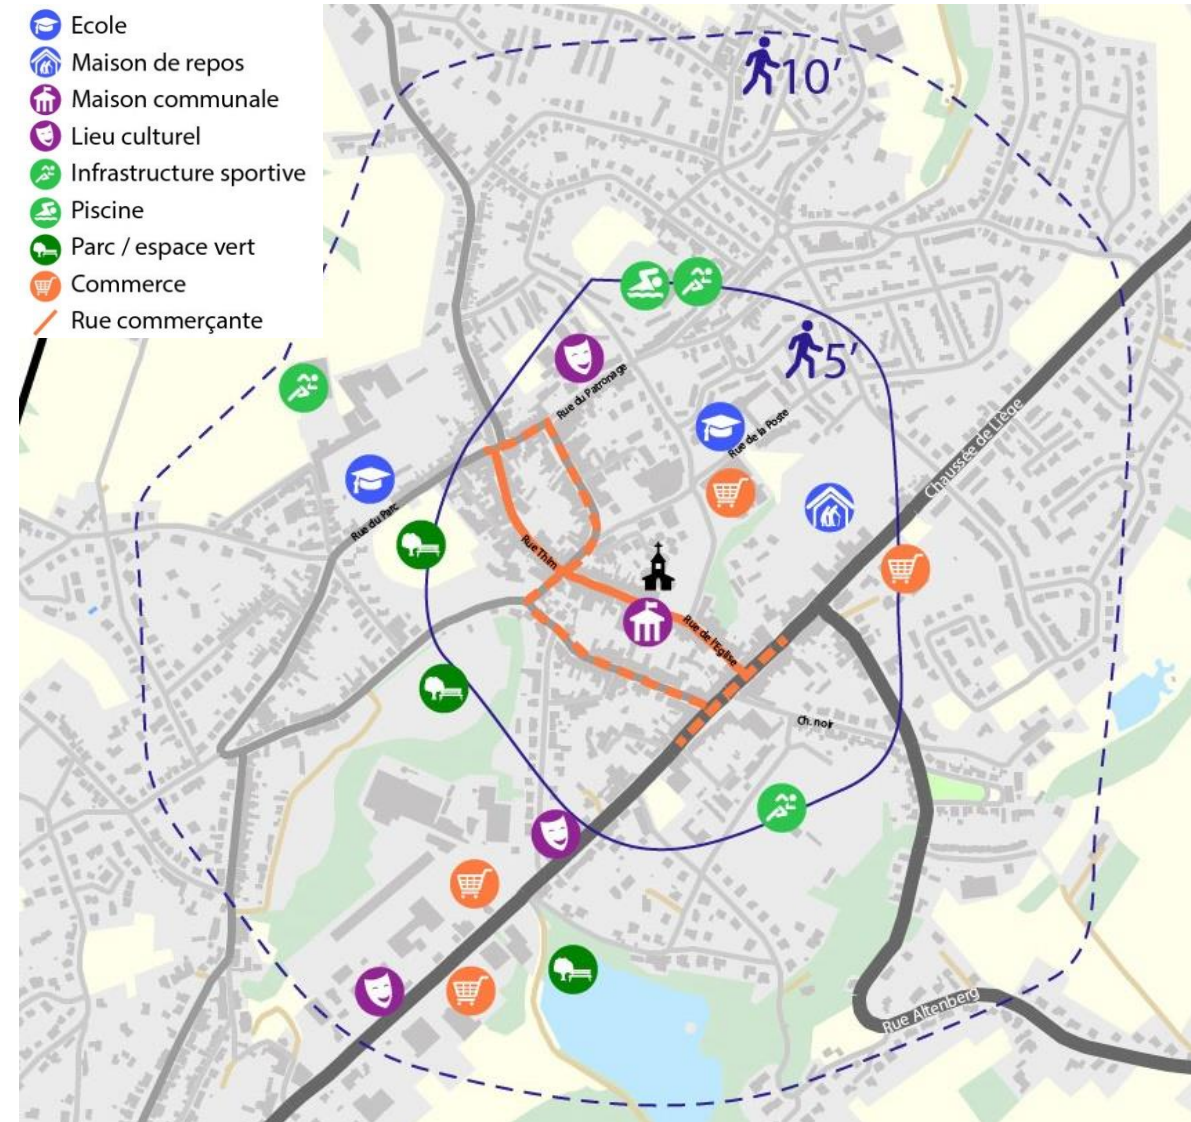 Ecole
Maison de repos
Maison communale
Lieu culturel
Infrastructure sportive
Piscine
Parc / espace vert
Commerce
Rue commerçante
10’
5’
Rue du Patronage
Rue de la Poste
Chaussée de Liège
Rue du Parc
Rue Thim
Rue de l'Eglise
Ch. noir
Rue Altenberg